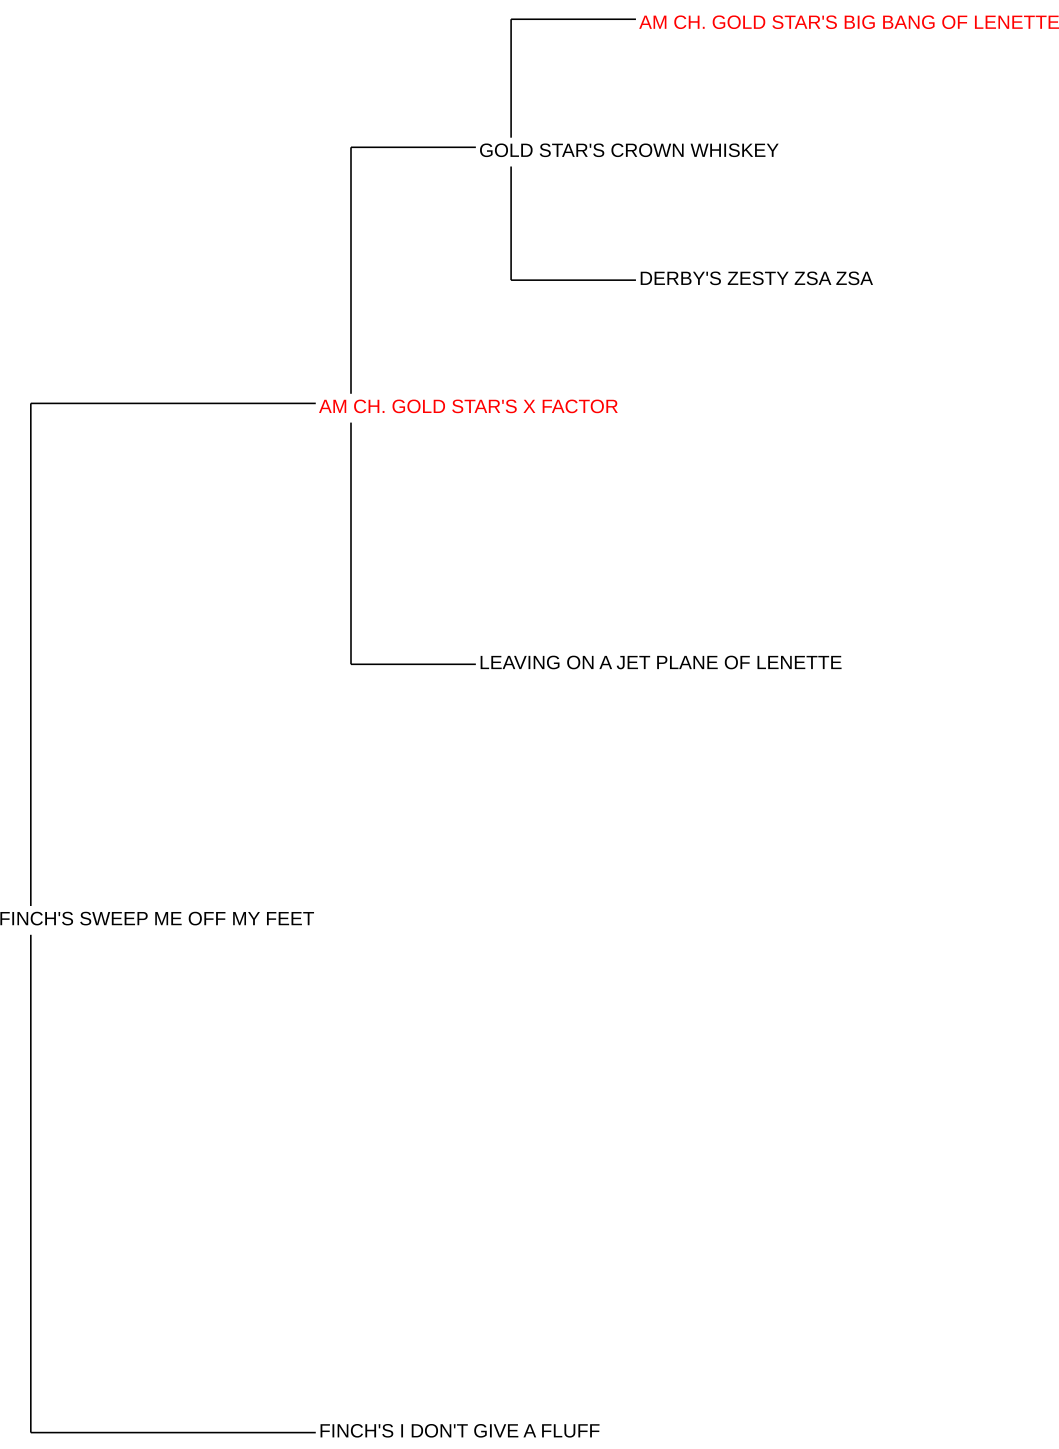 AM CH. GOLD STAR'S BIG BANG OF LENETTE
GOLD STAR'S CROWN WHISKEY
DERBY'S ZESTY ZSA ZSA
AM CH. GOLD STAR'S X FACTOR
LEAVING ON A JET PLANE OF LENETTE
FINCH'S SWEEP ME OFF MY FEET
FINCH'S I DON'T GIVE A FLUFF